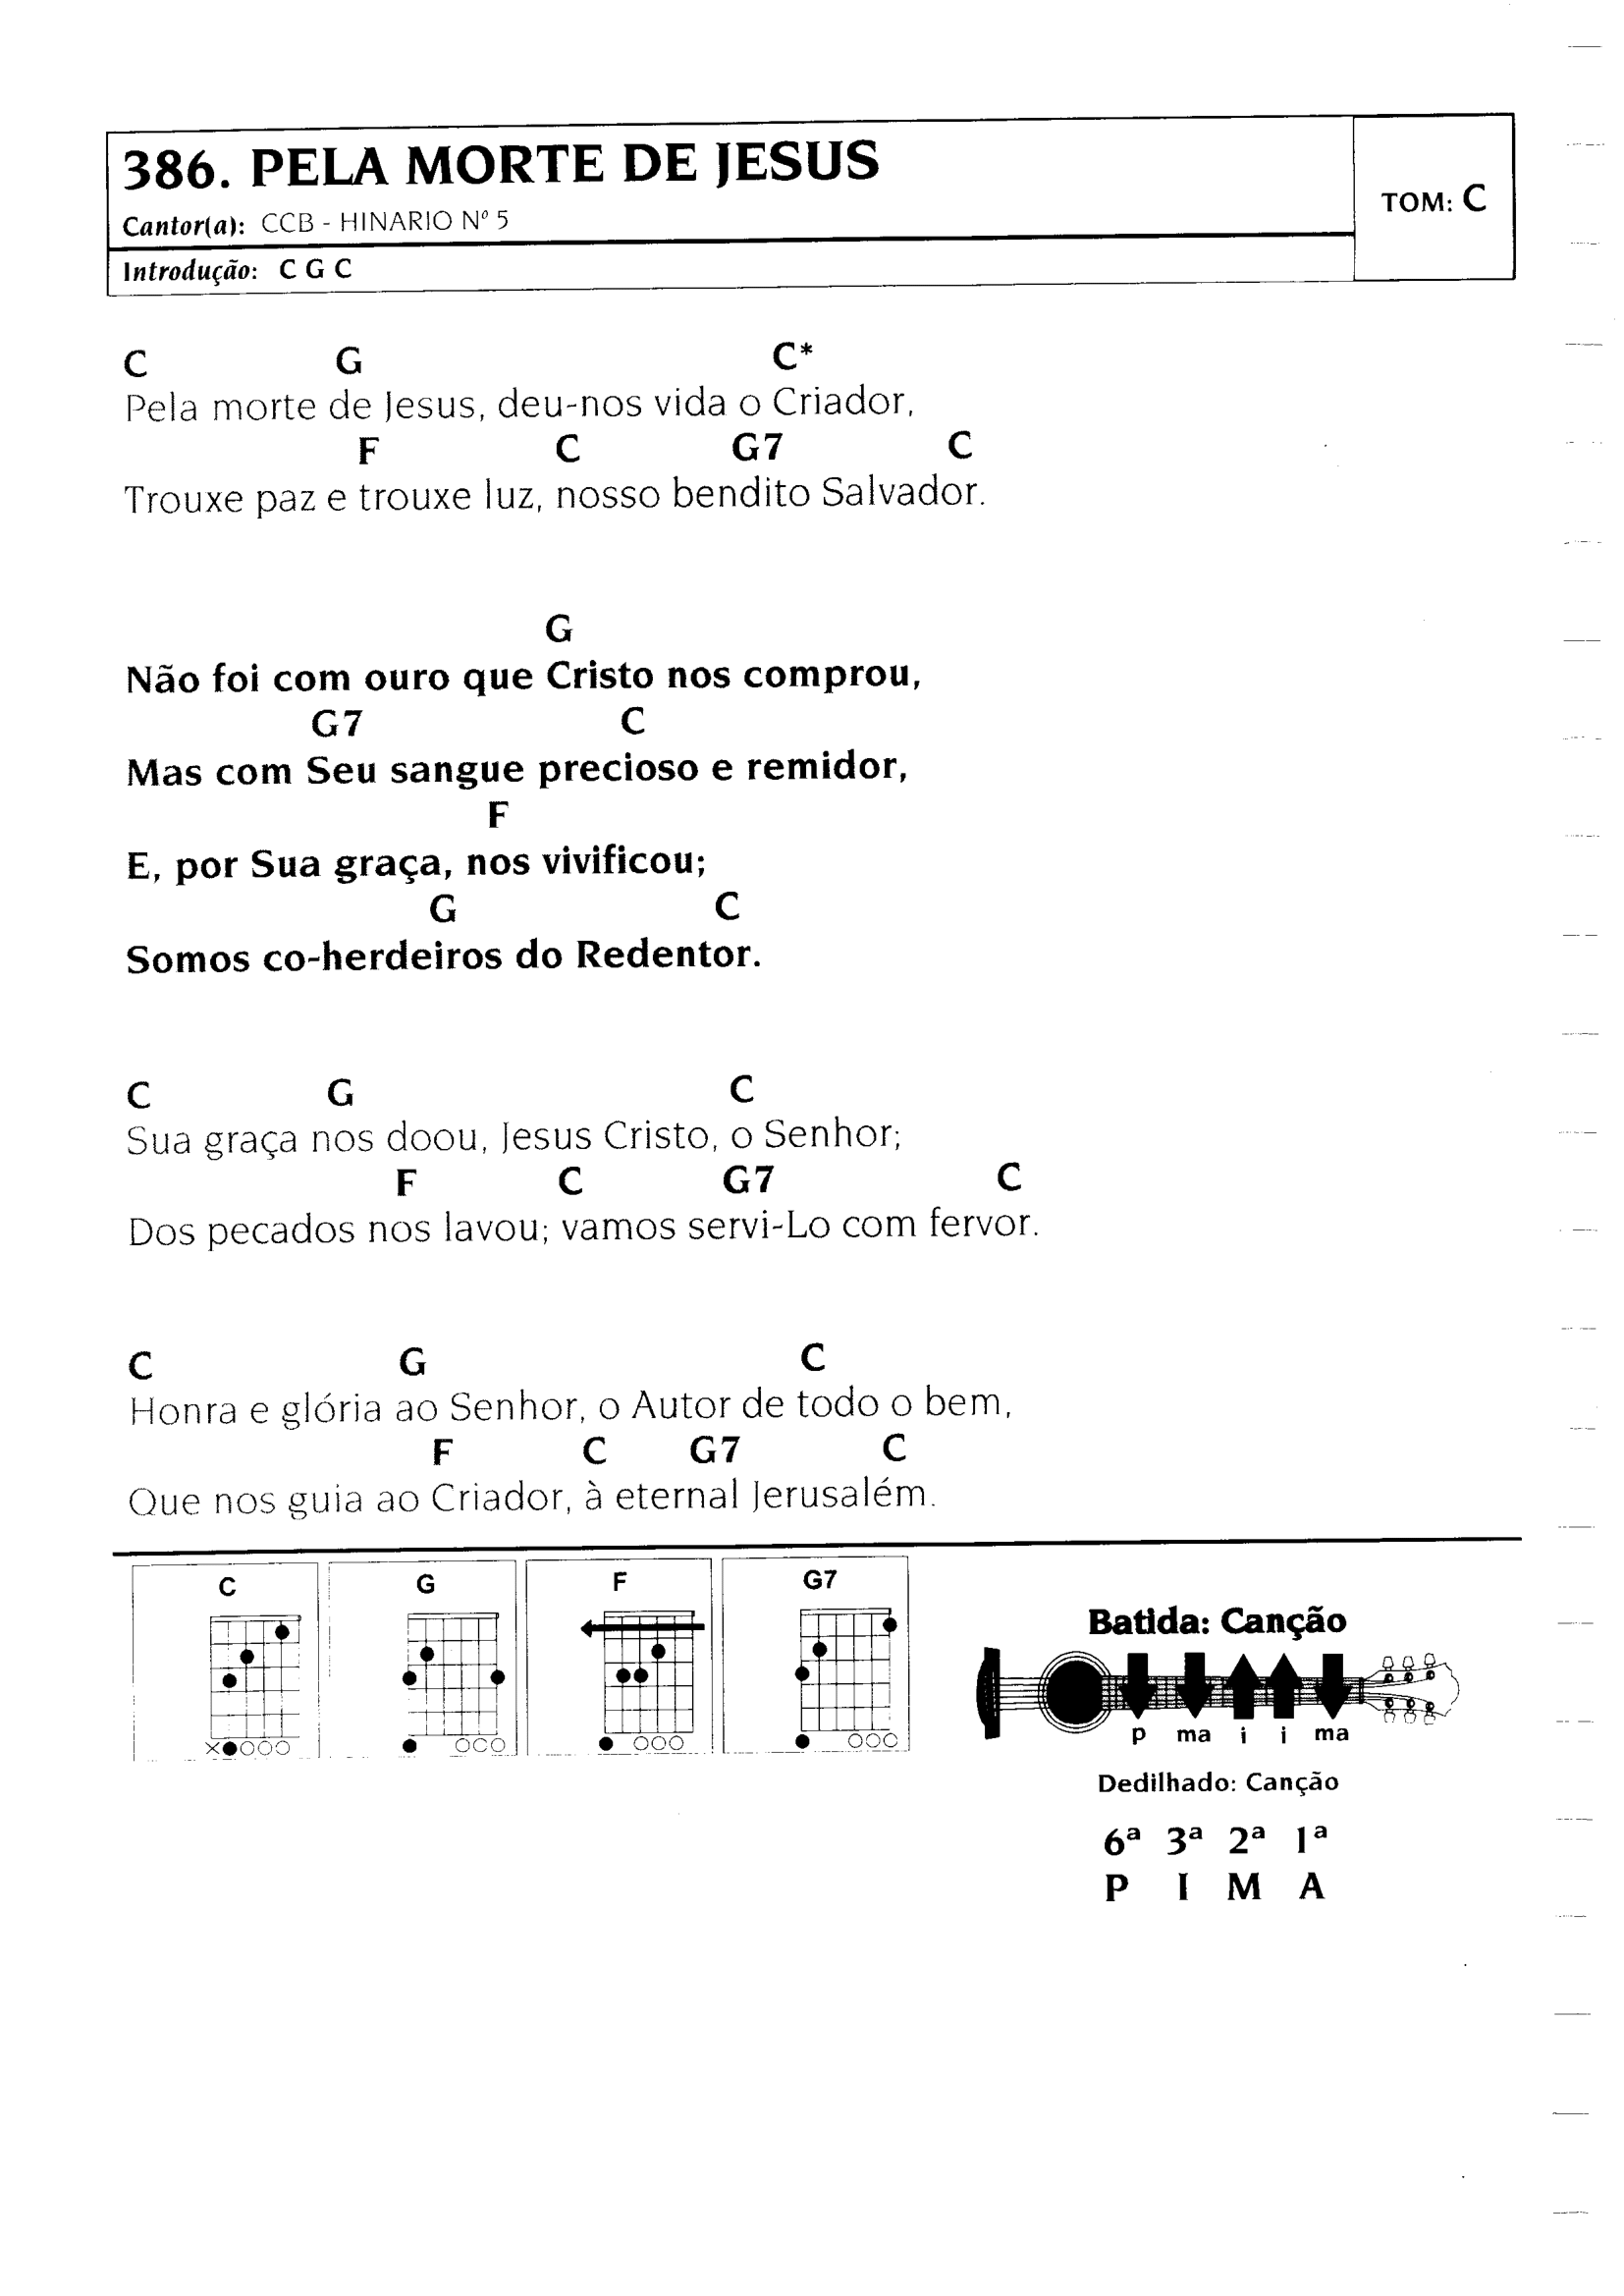 386. PELA MORTE DE JESUS
Cantor(a): CCB - HINARIO Nº 5
TOM: C
Introdução: C G C
C G C*
Pela morte de Jesus, deu-nos vida o Criador,
F C G7 C
Trouxe paz e trouxe luz, nosso bendito Salvador.
G
Não foi com ouro que Cristo nos comprou,
G7 C
Mas com Seu sangue precioso e remidor,
F
E, por Sua graça, nos vivificou;
G C
Somos co-herdeiros do Redentor.
C G C
Sua graça nos doou, Jesus Cristo, o Senhor;
F C G7 C
Dos pecados nos lavou; vamos servi-Lo com fervor.
C G C
Honra e glória ao Senhor, o Autor de todo o bem,
F C G7 C
Que nos guia ao Criador, à eternal Jerusalém.
C G F G7
Batida: Canção
p ma i i ma
Dedilhado: Canção
6ª 3ª 2ª 1ª
P I M A